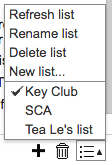 Refresh list
Rename list
Delete list
New list...
Key Club
SCA
Tea Le's list